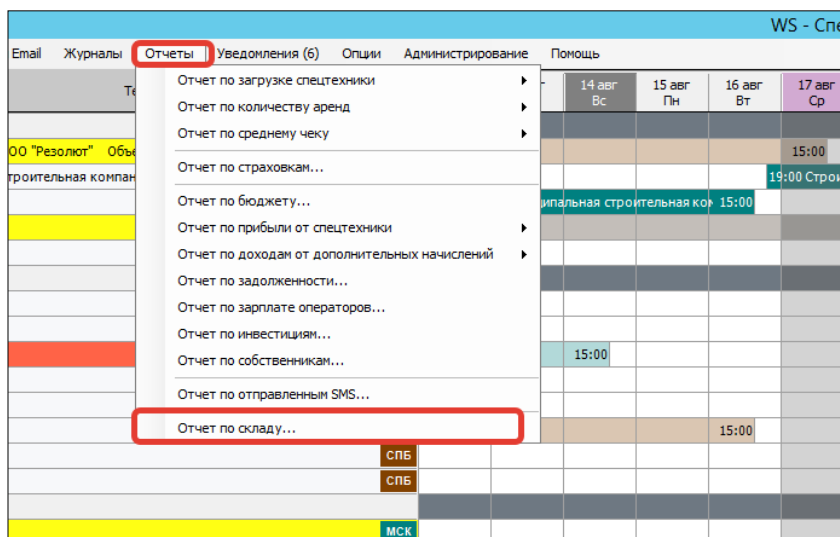 WS - Спе
Email Журналы Отчеты Уведомления (6) Опции Администрирование Помощь
Отчет по загрузке спецтехники
Отчет по количеству аренд
Отчет по среднему чеку
Отчет по страховкам...
Отчет по бюджету...
Отчет по прибыли от спецтехники
Отчет по доходам от дополнительных начислений
Отчет по задолженности...
Отчет по зарплате операторов...
Отчет по инвестициям...
Отчет по собственникам...
Отчет по отправленным SMS...
Отчет по складу...
Те
14 авг 15 авг 16 авг 17 авг
Вс Пн Вт Ср
ОО "Резолют" Объе
15:00
троительная компан
19:00 Строи
ципальная строительная ком 15:00
15:00
15:00
СПБ
СПБ
МСК